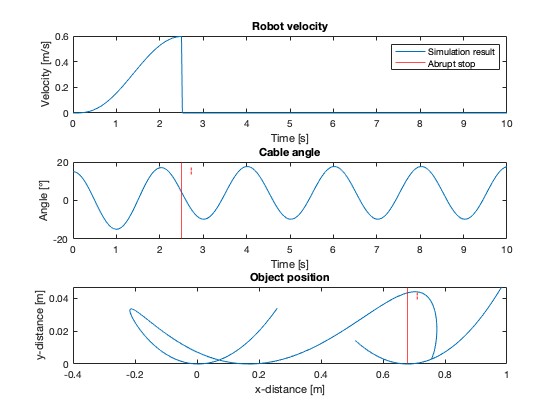 Robot velocity
0.6
0.4
0.2
0
Velocity [m/s]
Simulation result
Abrupt stop
0 1 2 3 4 5 6 7 8 9 10
Time [s]
Cable angle
20
0
-20
Angle [°]
0 1 2 3 4 5 6 7 8 9 10
Time [s]
Object position
0.04
0.02
0
y-distance [m]
-0.4 -0.2 0 0.2 0.4 0.6 0.8 1
x-distance [m]